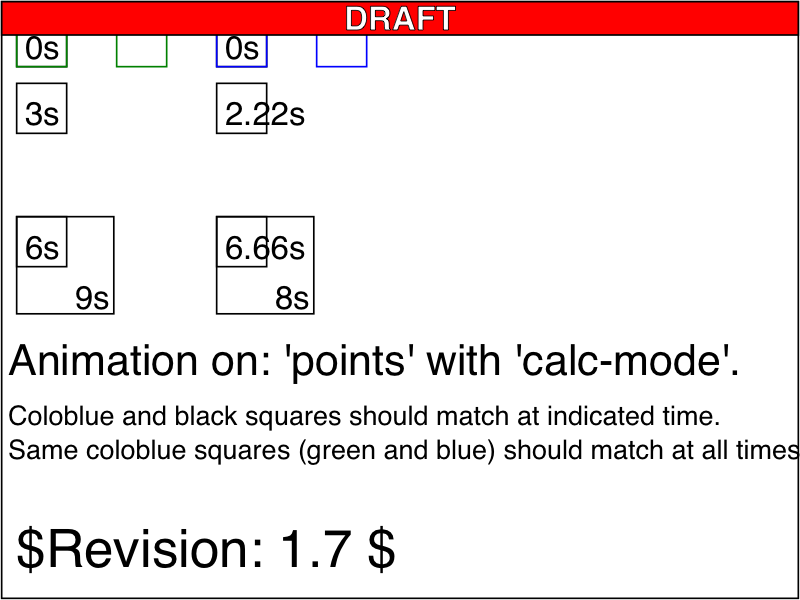 DRAFT
0s 0s
3s 2.22s
6s 6.66s
9s 8s
Animation on: 'points' with 'calc-mode'.
Coloblue and black squares should match at indicated time.
Same coloblue squares (green and blue) should match at all times
$Revision: 1.7 $